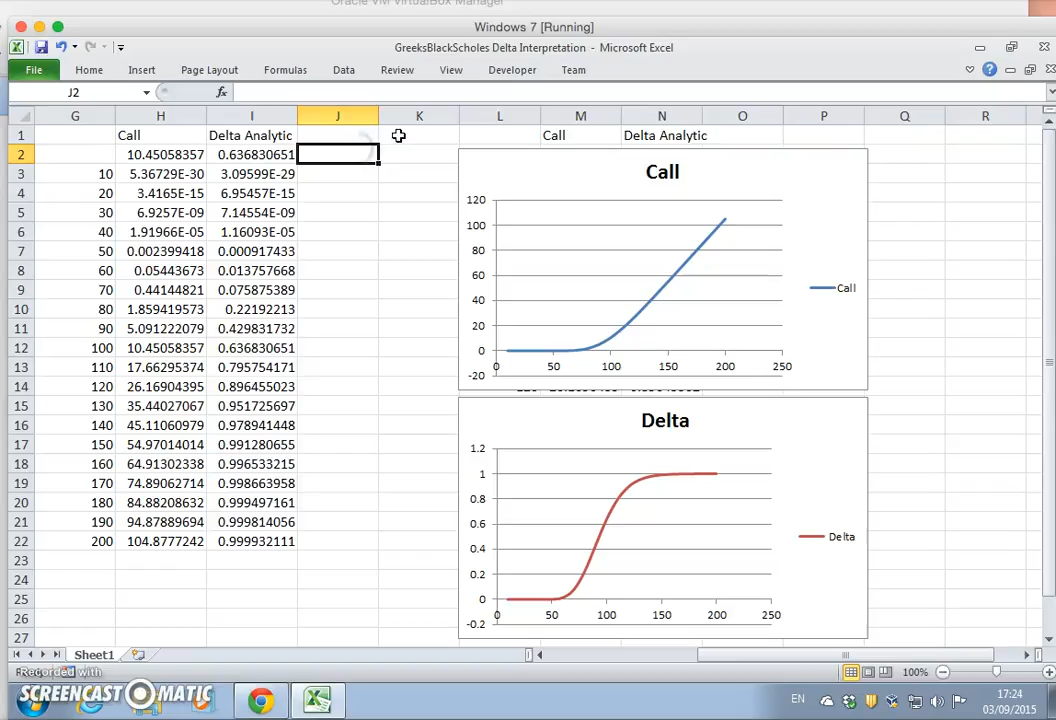 Oracle VM VirtualBox Manager
Windows 7 [Running]
GreeksBlackScholes Delta Interpretation - Microsoft Excel
File Home Insert Page Layout Formulas Data Review View Developer Team
J2 fx
G H I J K L M N O P Q R
1 Call Delta Analytic Call Delta Analytic
2 10.45058357 0.636830651
3 10 5.36729E-30 3.09599E-29
4 20 3.4165E-15 6.95457E-15
5 30 6.9257E-09 7.14554E-09
6 40 1.91966E-05 1.16093E-05
7 50 0.002399418 0.000917433
8 60 0.05443673 0.013757668
9 70 0.44144821 0.075875389
10 80 1.859419573 0.22192213
11 90 5.091222079 0.429831732
12 100 10.45058357 0.636830651
13 110 17.66295374 0.795754171
14 120 26.16904395 0.896455023
15 130 35.44027067 0.951725697
16 140 45.11060979 0.978941448
17 150 54.97014014 0.991280655
18 160 64.91302338 0.996533215
19 170 74.89062714 0.998663958
20 180 84.88208632 0.999497161
21 190 94.87889694 0.999814056
22 200 104.8777242 0.999932111
23
24
25
26
27
Call
120
100
80
60
40
20
0
-20
0 50 100 150 200 250
Call
Delta
1.2
1
0.8
0.6
0.4
0.2
0
-0.2
0 50 100 150 200 250
Delta
Sheet1
Recorded with
100%
SCREENCAST MATIC
EN
17:24
03/09/2015